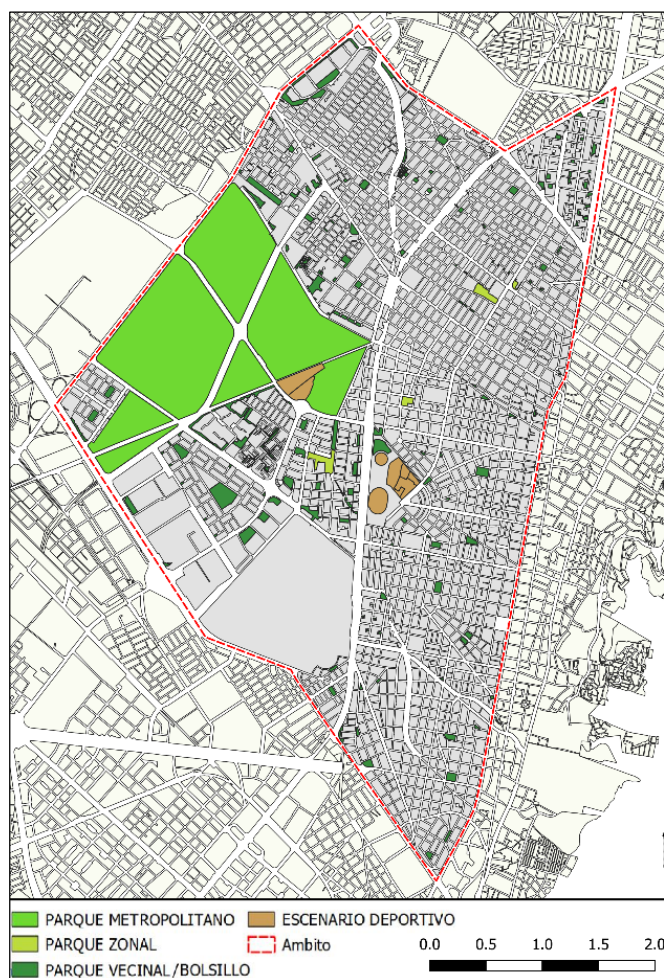 PARQUE METROPOLITANO
ESCENARIO DEPORTIVO
PARQUE ZONAL
Ambito
PARQUE VECINAL/BOLSILLO
0.0 0.5 1.0 1.5 2.0